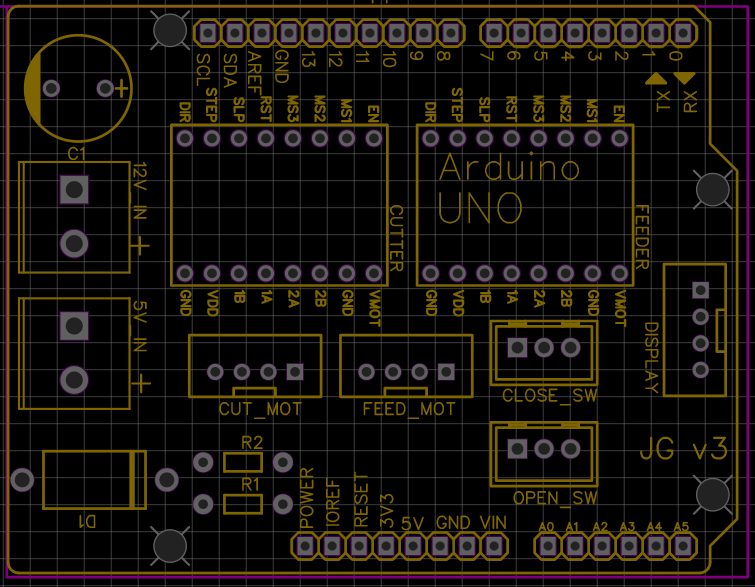 SCL SDA AREF GND 13 12 11 10 9 8 7 6 5 4 3 2 1 0
TX RX
+
C1
DIR STEP SLP RST MS3 MS2 MS1 EN
DIR STEP SLP RST MS3 MS2 MS1 EN
Arduino
UNO
12V IN
+
CUTTER
FEEDER
GND VDD 1B 1A 2A 2B GND VMOT
GND VDD 1B 1A 2A 2B GND VMOT
5V IN
+
DISPLAY
CUT_MOT
FEED_MOT
CLOSE_SW
R2
R1
D1
JG v3
OPEN_SW
POWER IOREF RESET 3V3 5V GND VIN
A0 A1 A2 A3 A4 A5